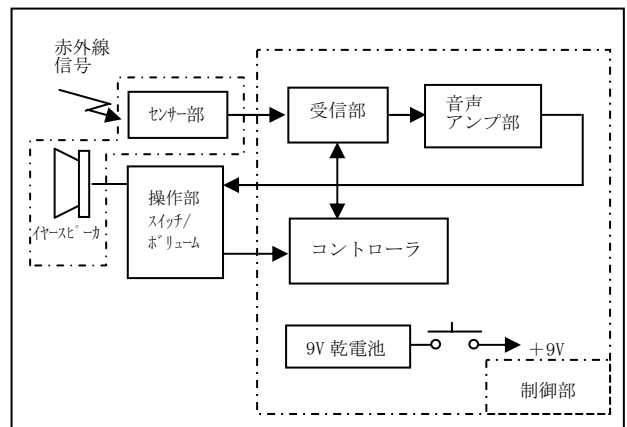 赤外線
信号
センサー部
受信部
音声
アンプ部
イヤースピーカ
操作部
スイッチ/
ボリューム
コントローラ
9V 乾電池
+9V
制御部